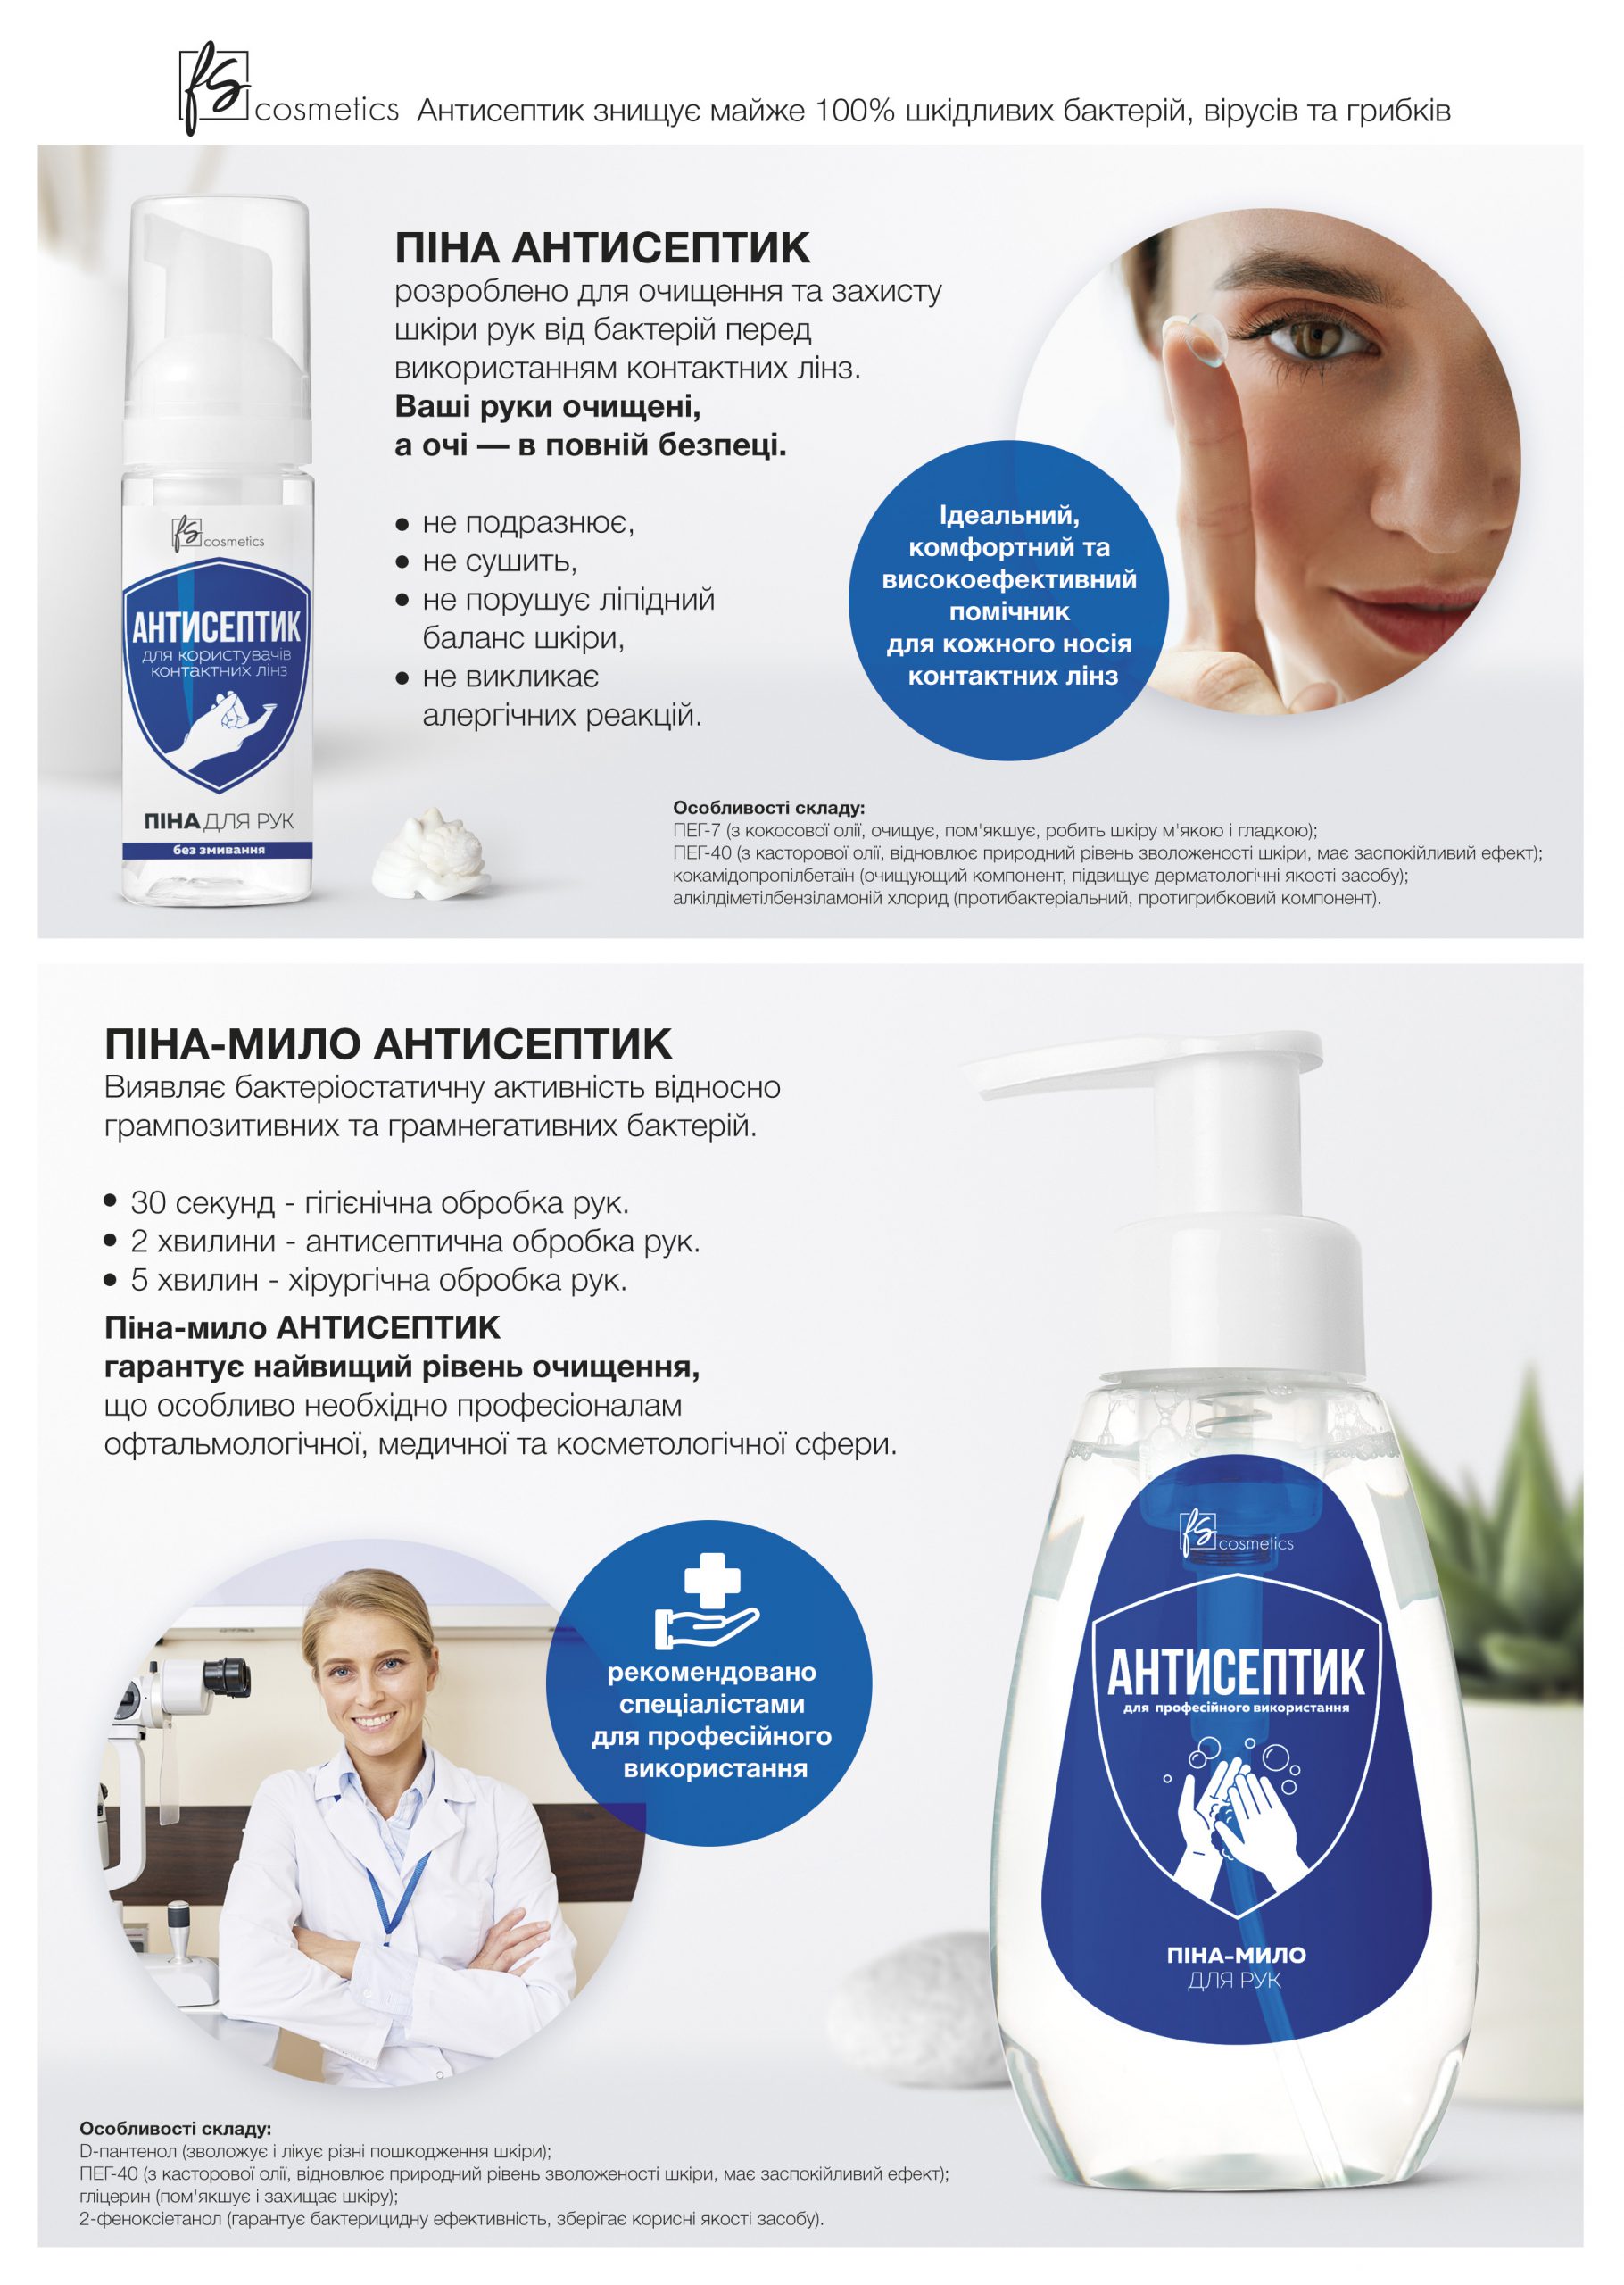 fs cosmetics Антисептик знищує майже 100% шкідливих бактерій, вірусів та грибків
ПІНА АНТИСЕПТИК
розроблено для очищення та захисту
шкіри рук від бактерій перед
використанням контактних лінз.
Ваші руки очищені,
а очі — в повній безпеці.
• не подразнює,
• не сушить,
• не порушує ліпідний
баланс шкіри,
• не викликає
алергічних реакцій.
Ідеальний,
комфортний та
високоефективний
помічник
для кожного носія
контактних лінз
fs cosmetics
АНТИСЕПТИК
для користувачів
контактних лінз
ПІНА ДЛЯ РУК
без змивання
Особливості складу:
ПЕГ-7 (з кокосової олії, очищує, пом'якшує, робить шкіру м'якою і гладкою);
ПЕГ-40 (з касторової олії, відновлює природний рівень зволоженості шкіри, має заспокійливий ефект);
кокамідопропілбетаїн (очищующий компонент, підвищує дерматологічні якості засобу);
алкілдіметілбензіламоній хлорид (протибактеріальний, протигрибковий компонент).
ПІНА-МИЛО АНТИСЕПТИК
Виявляє бактеріостатичну активність відносно
грампозитивних та грамнегативних бактерій.
• 30 секунд - гігієнічна обробка рук.
• 2 хвилини - антисептична обробка рук.
• 5 хвилин - хірургічна обробка рук.
Піна-мило АНТИСЕПТИК
гарантує найвищий рівень очищення,
що особливо необхідно професіоналам
офтальмологічної, медичної та косметологічної сфери.
рекомендовано
спеціалістами
для професійного
використання
fs cosmetics
АНТИСЕПТИК
для професійного використання
ПІНА-МИЛО
ДЛЯ РУК
Особливості складу:
D-пантенол (зволожує і лікує різні пошкодження шкіри);
ПЕГ-40 (з касторової олії, відновлює природний рівень зволоженості шкіри, має заспокійливий ефект);
гліцерин (пом'якшує і захищає шкіру);
2-феноксіетанол (гарантує бактерицидну ефективність, зберігає корисні якості засобу).